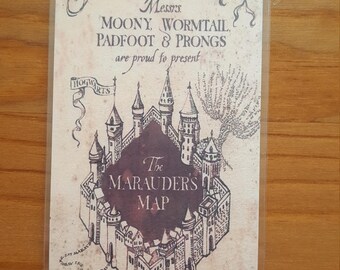 Messrs
MOONY, WORMTAIL,
PADFOOT & PRONGS
are proud to present
HOGWARTS
The
MARAUDER'S
MAP